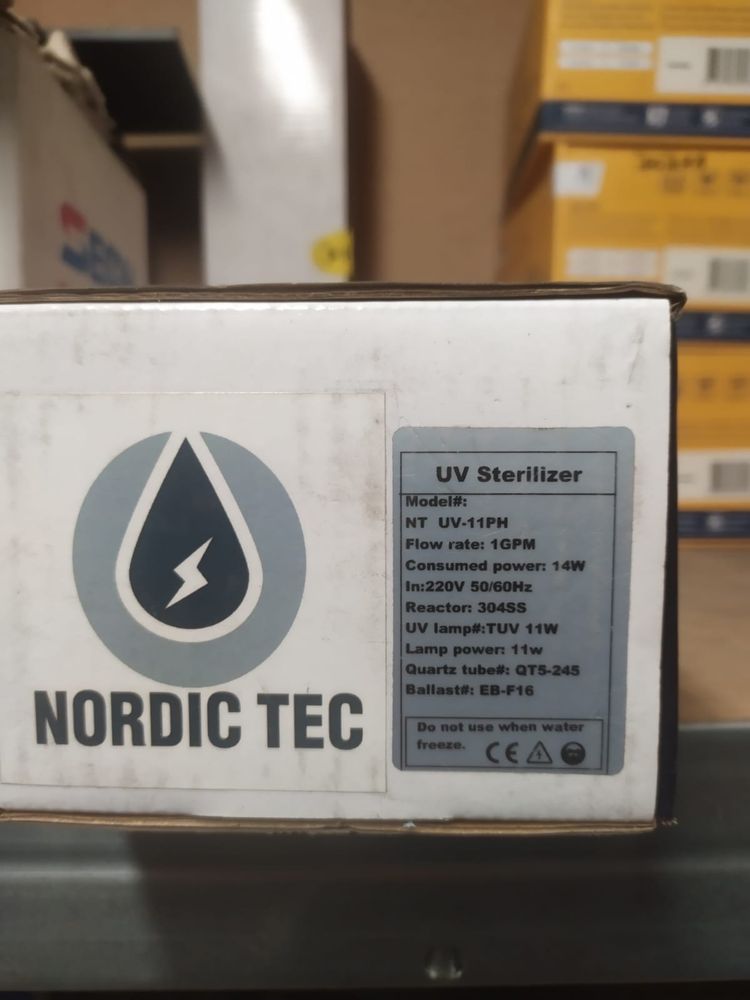 NORDIC TEC
UV Sterilizer
Model#:
NT UV-11PH
Flow rate: 1GPM
Consumed power: 14W
In:220V 50/60Hz
Reactor: 304SS
UV lamp#:TUV 11W
Lamp power: 11w
Quartz tube#: QT5-245
Ballast#: EB-F16
Do not use when water
freeze. CE